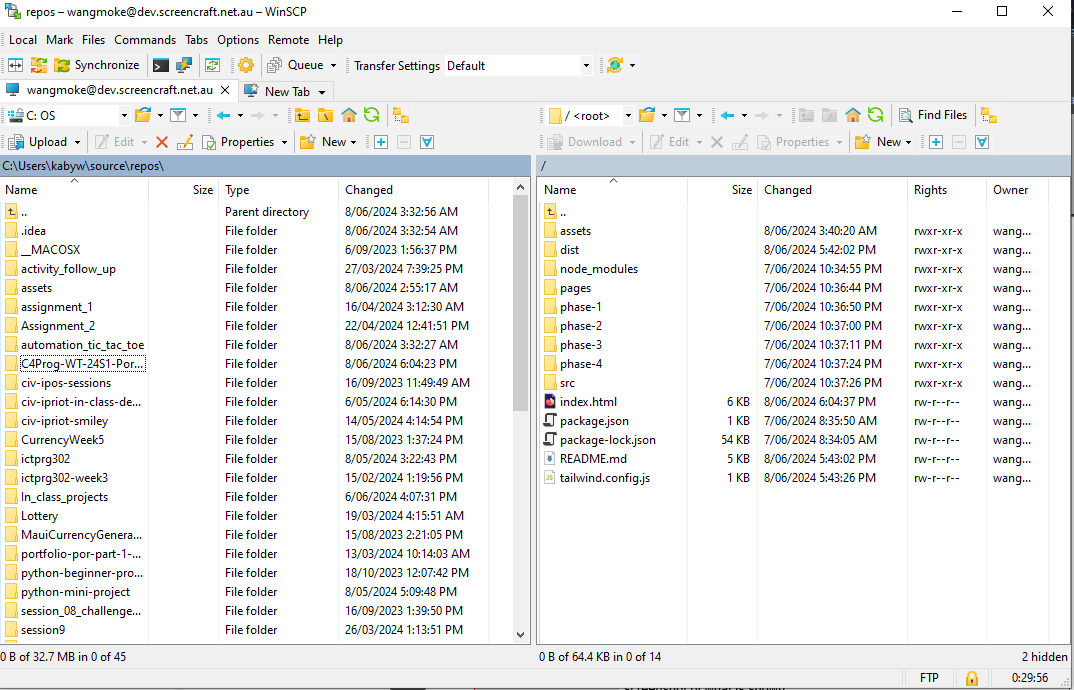 repos – wangmoke@dev.screencraft.net.au – WinSCP
Local Mark Files Commands Tabs Options Remote Help
Synchronize Queue Transfer Settings Default
wangmoke@dev.screencraft.net.au New Tab
C: OS / <root> Find Files
Upload Edit Properties New Download Edit Properties New
C:\Users\kabyw\source\repos\ /
Name Size Type Changed Name Size Changed Rights Owner
.. Parent directory 8/06/2024 3:32:56 AM ..
.idea File folder 8/06/2024 3:32:54 AM assets 8/06/2024 3:40:20 AM rwxr-xr-x wang...
__MACOSX File folder 6/09/2023 1:56:37 PM dist 8/06/2024 5:42:02 PM rwxr-xr-x wang...
activity_follow_up File folder 27/03/2024 7:39:25 PM node_modules 7/06/2024 10:34:55 PM rwxr-xr-x wang...
assets File folder 8/06/2024 2:55:17 AM pages 7/06/2024 10:36:44 PM rwxr-xr-x wang...
assignment_1 File folder 16/04/2024 3:12:30 AM phase-1 7/06/2024 10:36:50 PM rwxr-xr-x wang...
Assignment_2 File folder 22/04/2024 12:41:51 PM phase-2 7/06/2024 10:37:00 PM rwxr-xr-x wang...
automation_tic_tac_toe File folder 8/06/2024 3:32:27 AM phase-3 7/06/2024 10:37:11 PM rwxr-xr-x wang...
C4Prog-WT-24S1-Por... File folder 8/06/2024 6:04:23 PM phase-4 7/06/2024 10:37:24 PM rwxr-xr-x wang...
civ-ipos-sessions File folder 16/09/2023 11:49:49 AM src 7/06/2024 10:37:26 PM rwxr-xr-x wang...
civ-ipriot-in-class-de... File folder 6/05/2024 6:14:30 PM index.html 6 KB 8/06/2024 6:04:37 PM rw-r--r-- wang...
civ-ipriot-smiley File folder 14/05/2024 4:14:54 PM package.json 1 KB 7/06/2024 8:35:50 AM rw-r--r-- wang...
CurrencyWeek5 File folder 15/08/2023 1:37:24 PM package-lock.json 54 KB 7/06/2024 8:34:05 AM rw-r--r-- wang...
ictprg302 File folder 8/05/2024 3:22:43 PM README.md 5 KB 8/06/2024 5:43:02 PM rw-r--r-- wang...
ictprg302-week3 File folder 15/02/2024 1:19:56 PM tailwind.config.js 1 KB 8/06/2024 5:43:26 PM rw-r--r-- wang...
In_class_projects File folder 6/06/2024 4:07:31 PM
Lottery File folder 19/03/2024 4:15:51 AM
MauiCurrencyGenera... File folder 15/08/2023 2:21:05 PM
portfolio-por-part-1-... File folder 13/03/2024 10:14:03 AM
python-beginner-pro... File folder 18/10/2023 12:07:42 PM
python-mini-project File folder 8/05/2024 5:09:48 PM
session_08_challenge... File folder 16/09/2023 1:39:50 PM
session9 File folder 26/03/2024 1:13:51 PM
0 B of 32.7 MB in 0 of 45 0 B of 64.4 KB in 0 of 14 2 hidden
FTP 0:29:56